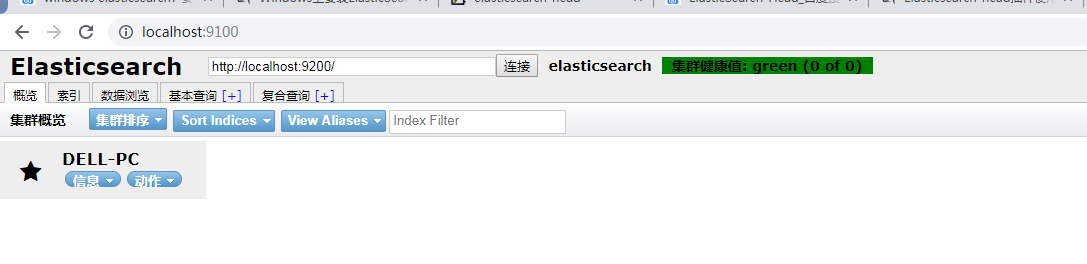 localhost:9100
Elasticsearch http://localhost:9200/ 连接 elasticsearch 集群健康值: green (0 of 0)
概览 索引 数据浏览 基本查询 [+] 复合查询 [+]
集群概览 集群排序 Sort Indices View Aliases Index Filter
DELL-PC
信息 动作